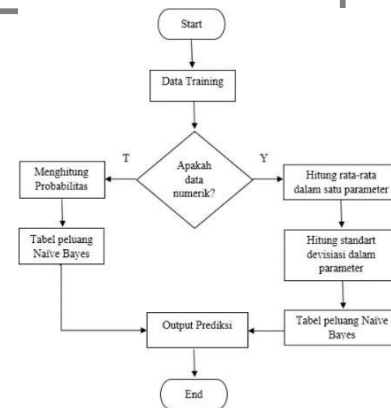 Start
Data Training
Apakah
data
numerik?
T
Y
Menghitung
Probabilitas
Tabel peluang
Naïve Bayes
Hitung rata-rata
dalam satu parameter
Hitung standart
devisiasi dalam
parameter
Tabel peluang Naïve
Bayes
Output Prediksi
End